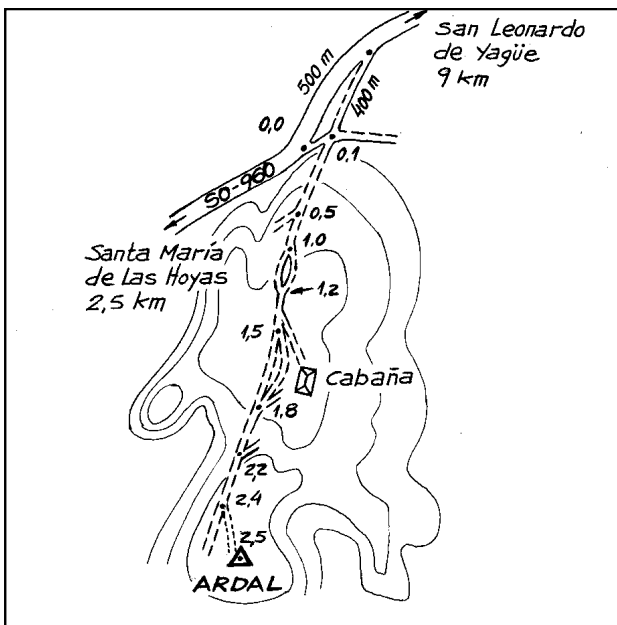 San Leonardo
de Yagüe
9 km
500 m
400 m
0,0
0,1
SO-960
0,5
Santa María
de Las Hoyas
2,5 km
1,0
1,2
1,5
Cabaña
1,8
2,2
2,4
2,5
ARDAL